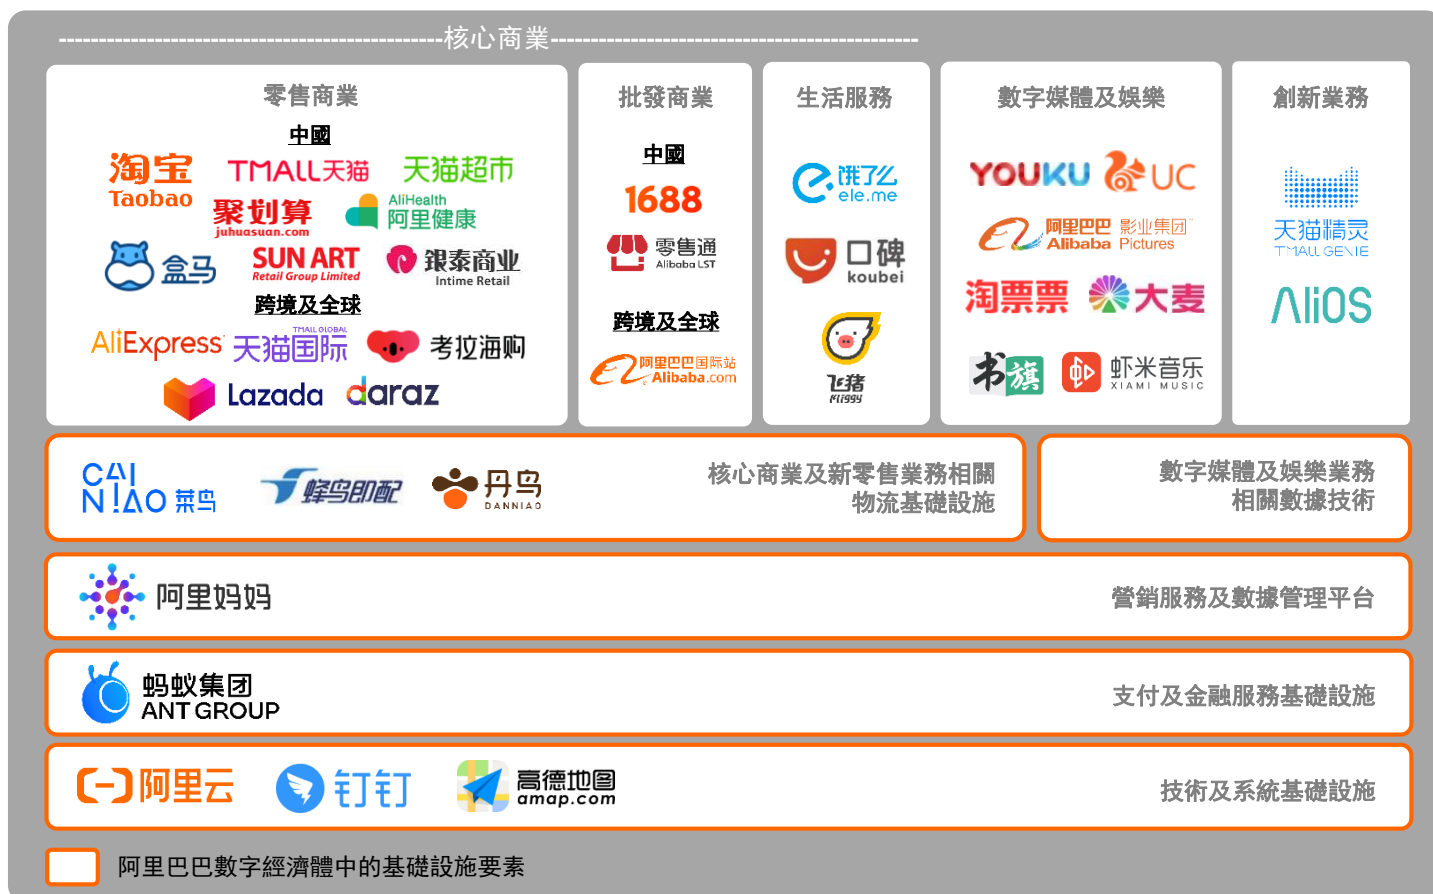 核心商業
零售商業
中國
淘宝
Taobao
TMALL天猫
天猫超市
聚划算
juhuasuan.com
AliHealth
阿里健康
盒马
SUN ART
Retail Group Limited
银泰商业
Intime Retail
跨境及全球
AliExpress
TMALL GLOBAL
天猫国际
考拉海购
Lazada
daraz
批發商業
中國
1688
零售通
Alibaba LST
跨境及全球
阿里巴巴国际站
Alibaba.com
生活服務
饿了么
ele.me
口碑
koubei
飞猪
Fliggy
數字媒體及娛樂
YOUKU
UC
阿里巴巴 影业集团
Alibaba Pictures
淘票票
大麦
书旗
虾米音乐
XIAMI MUSIC
創新業務
天猫精灵
TMALL GENIE
AliOS
CAI
NIAO 菜鸟
蜂鸟即配
丹鸟
DANNIAO
核心商業及新零售業務相關
物流基礎設施
數字媒體及娛樂業務
相關數據技術
阿里妈妈
營銷服務及數據管理平台
蚂蚁集团
ANT GROUP
支付及金融服務基礎設施
阿里云
钉钉
高德地图
amap.com
技術及系統基礎設施
阿里巴巴數字經濟體中的基礎設施要素